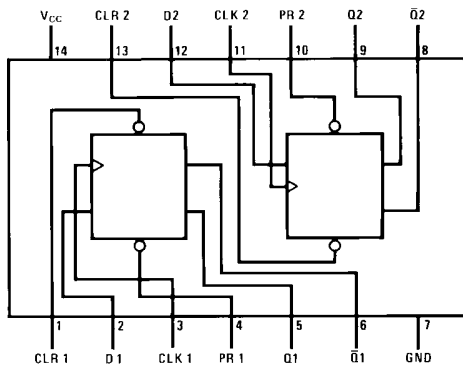 V_CC CLR 2 D2 CLK 2 PR 2 Q2 Q̅2
14 13 12 11 10 9 8
1 2 3 4 5 6 7
CLR 1 D1 CLK 1 PR 1 Q1 Q̅1 GND